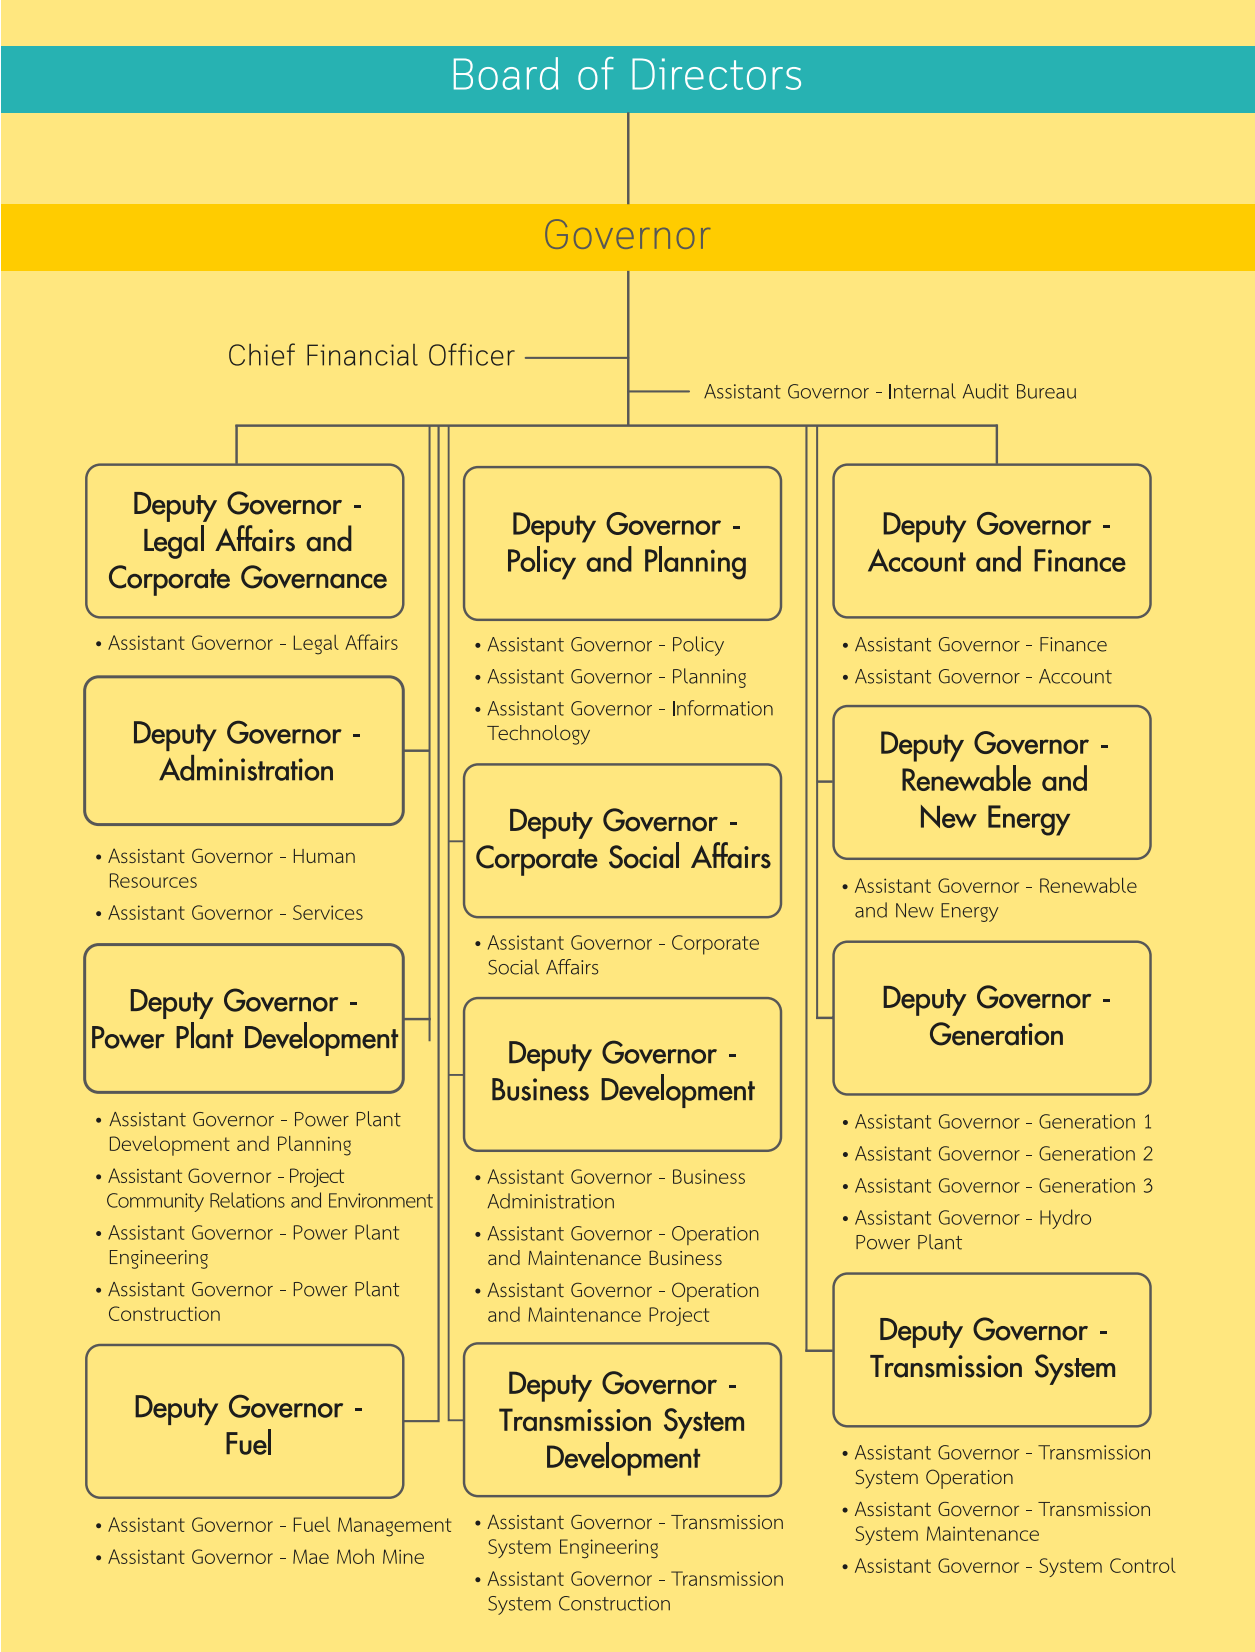 Board of Directors
Governor
Chief Financial Officer
Assistant Governor - Internal Audit Bureau
Deputy Governor -
Legal Affairs and
Corporate Governance
• Assistant Governor - Legal Affairs
Deputy Governor -
Administration
• Assistant Governor - Human
Resources
• Assistant Governor - Services
Deputy Governor -
Power Plant Development
• Assistant Governor - Power Plant
Development and Planning
• Assistant Governor - Project
Community Relations and Environment
• Assistant Governor - Power Plant
Engineering
• Assistant Governor - Power Plant
Construction
Deputy Governor -
Fuel
• Assistant Governor - Fuel Management
• Assistant Governor - Mae Moh Mine
Deputy Governor -
Policy and Planning
• Assistant Governor - Policy
• Assistant Governor - Planning
• Assistant Governor - Information
Technology
Deputy Governor -
Corporate Social Affairs
• Assistant Governor - Corporate
Social Affairs
Deputy Governor -
Business Development
• Assistant Governor - Business
Administration
• Assistant Governor - Operation
and Maintenance Business
• Assistant Governor - Operation
and Maintenance Project
Deputy Governor -
Transmission System
Development
• Assistant Governor - Transmission
System Engineering
• Assistant Governor - Transmission
System Construction
Deputy Governor -
Account and Finance
• Assistant Governor - Finance
• Assistant Governor - Account
Deputy Governor -
Renewable and
New Energy
• Assistant Governor - Renewable
and New Energy
Deputy Governor -
Generation
• Assistant Governor - Generation 1
• Assistant Governor - Generation 2
• Assistant Governor - Generation 3
• Assistant Governor - Hydro
Power Plant
Deputy Governor -
Transmission System
• Assistant Governor - Transmission
System Operation
• Assistant Governor - Transmission
System Maintenance
• Assistant Governor - System Control